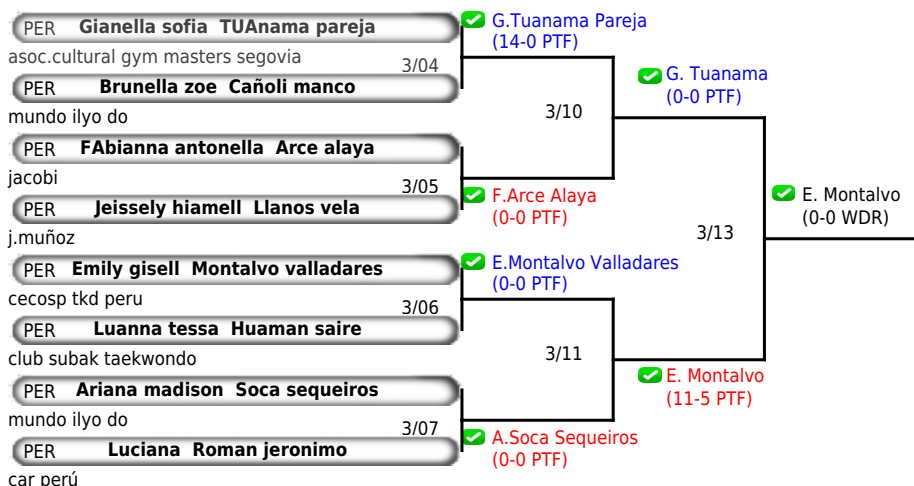 PER Gianella sofia TUAnama pareja
asoc.cultural gym masters segovia
3/04
PER Brunella zoe Cañoli manco
mundo ilyo do
G.Tuanama Pareja
(14-0 PTF)
3/10
G. Tuanama
(0-0 PTF)
PER FAbianna antonella Arce alaya
jacobi
3/05
PER Jeissely hiamell Llanos vela
j.muñoz
F.Arce Alaya
(0-0 PTF)
3/13
E. Montalvo
(0-0 WDR)
PER Emily gisell Montalvo valladares
cecosp tkd peru
3/06
PER Luanna tessa Huaman saire
club subak taekwondo
E.Montalvo Valladares
(0-0 PTF)
3/11
E. Montalvo
(11-5 PTF)
PER Ariana madison Soca sequeiros
mundo ilyo do
3/07
PER Luciana Roman jeronimo
car perú
A.Soca Sequeiros
(0-0 PTF)